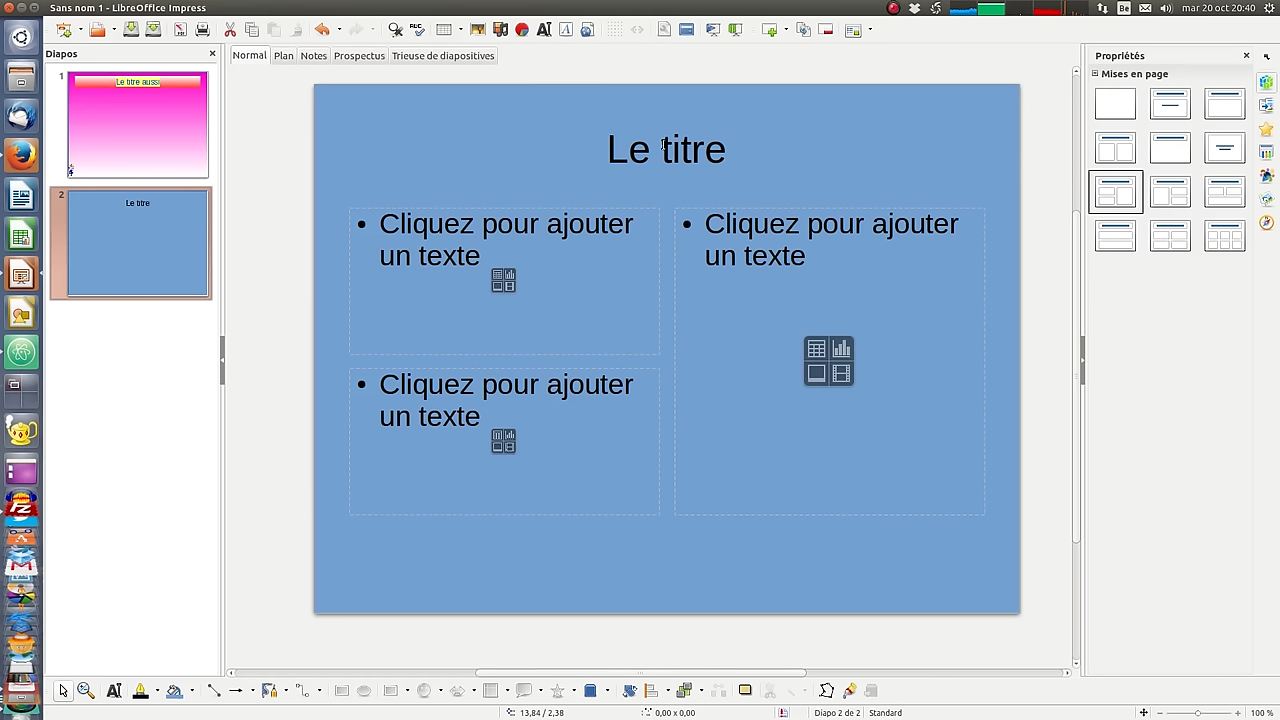 Sans nom 1 - LibreOffice Impress
Be
mar 20 oct 20:40
Diapos
Normal
Plan
Notes
Prospectus
Trieuse de diapositives
Propriétés
Mises en page
1
Le titre aussi
2
Le titre
Le titre
• Cliquez pour ajouter
un texte
• Cliquez pour ajouter
un texte
• Cliquez pour ajouter
un texte
13,84 / 2,38
0,00 x 0,00
Diapo 2 de 2
Standard
100 %